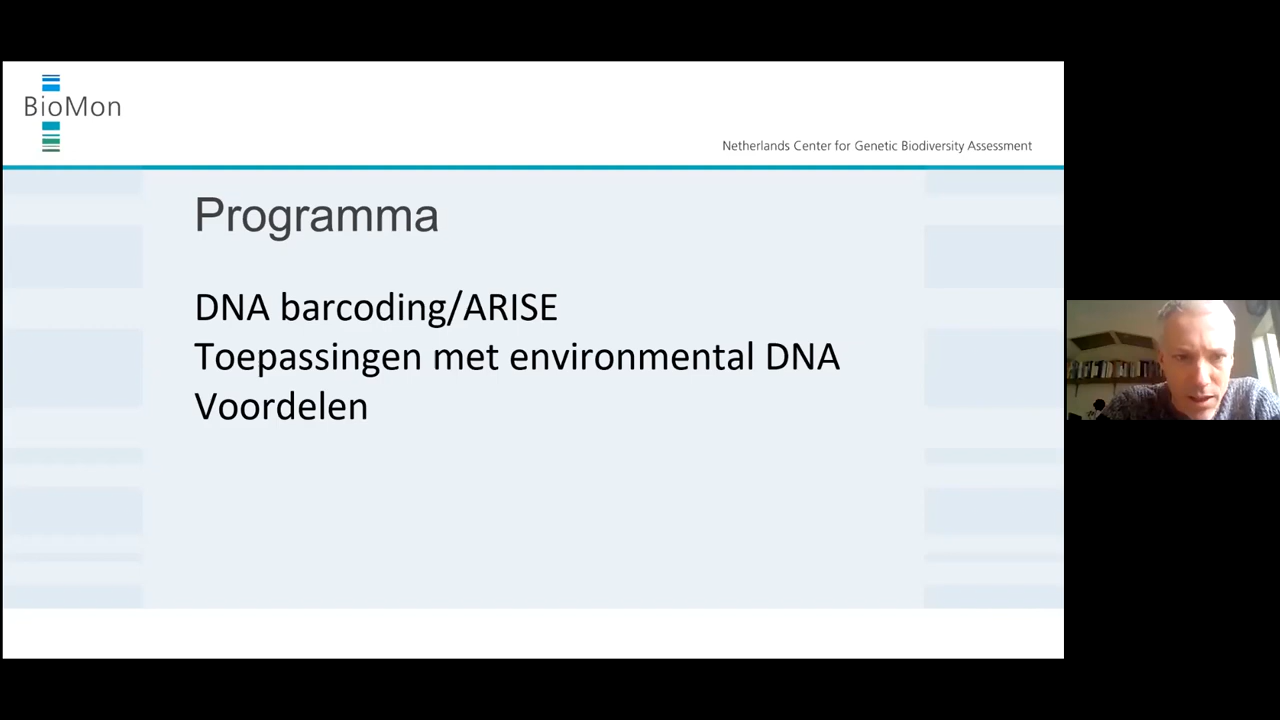 BioMon
Netherlands Center for Genetic Biodiversity Assessment
Programma
DNA barcoding/ARISE
Toepassingen met environmental DNA
Voordelen